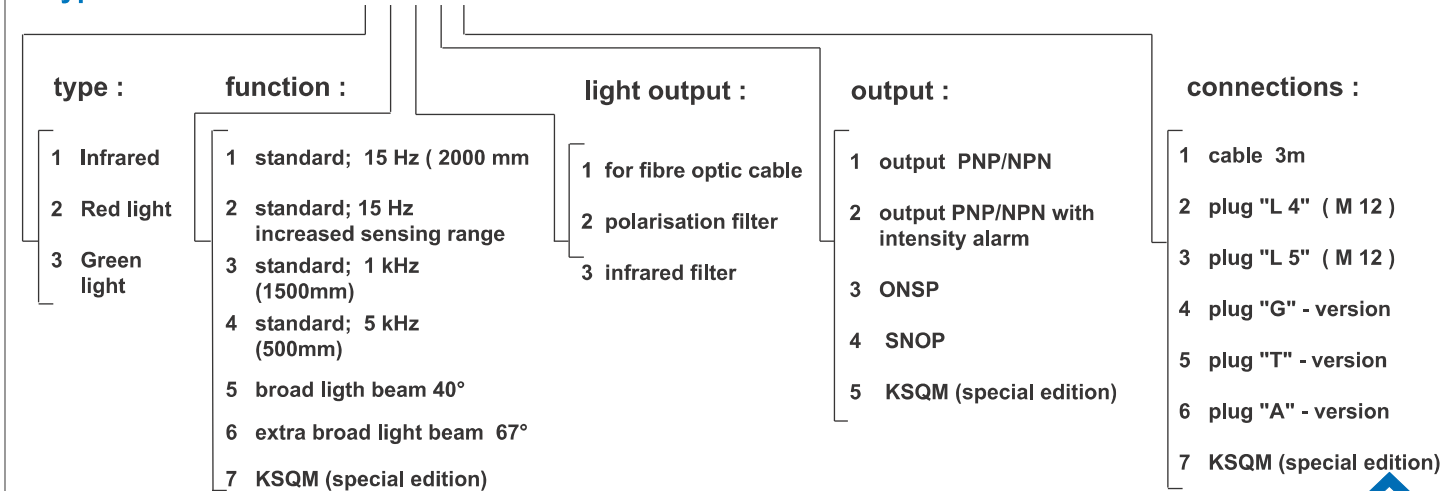 type :
1 Infrared
2 Red light
3 Green
light
function :
1 standard; 15 Hz ( 2000 mm
2 standard; 15 Hz
increased sensing range
3 standard; 1 kHz
(1500mm)
4 standard; 5 kHz
(500mm)
5 broad ligth beam 40°
6 extra broad light beam 67°
7 KSQM (special edition)
light output :
1 for fibre optic cable
2 polarisation filter
3 infrared filter
output :
1 output PNP/NPN
2 output PNP/NPN with
intensity alarm
3 ONSP
4 SNOP
5 KSQM (special edition)
connections :
1 cable 3m
2 plug "L 4" ( M 12 )
3 plug "L 5" ( M 12 )
4 plug "G" - version
5 plug "T" - version
6 plug "A" - version
7 KSQM (special edition)